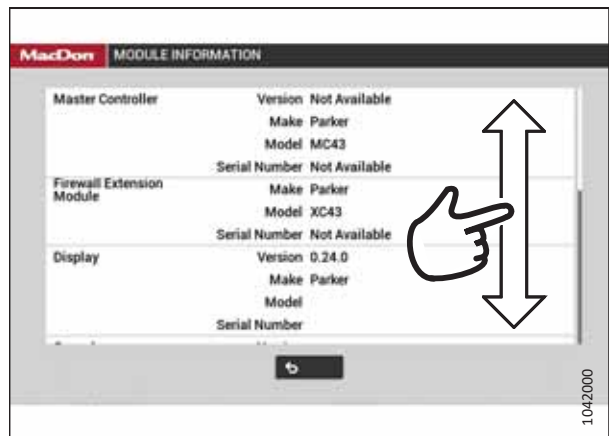 MacDon MODULE INFORMATION
Master Controller Version Not Available
Make Parker
Model MC43
Serial Number Not Available
Firewall Extension Module Make Parker
Model XC43
Serial Number Not Available
Display Version 0.24.0
Make Parker
Model
Serial Number
1042000